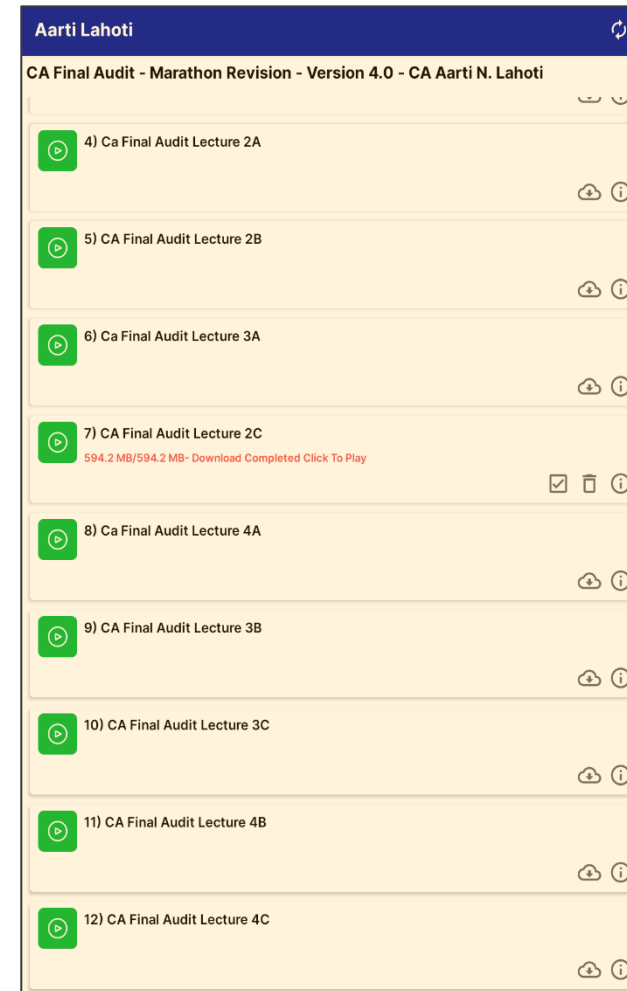 Aarti Lahoti
CA Final Audit - Marathon Revision - Version 4.0 - CA Aarti N. Lahoti
4) Ca Final Audit Lecture 2A
5) CA Final Audit Lecture 2B
6) Ca Final Audit Lecture 3A
7) CA Final Audit Lecture 2C
594.2 MB/594.2 MB- Download Completed Click To Play
8) Ca Final Audit Lecture 4A
9) CA Final Audit Lecture 3B
10) CA Final Audit Lecture 3C
11) CA Final Audit Lecture 4B
12) CA Final Audit Lecture 4C